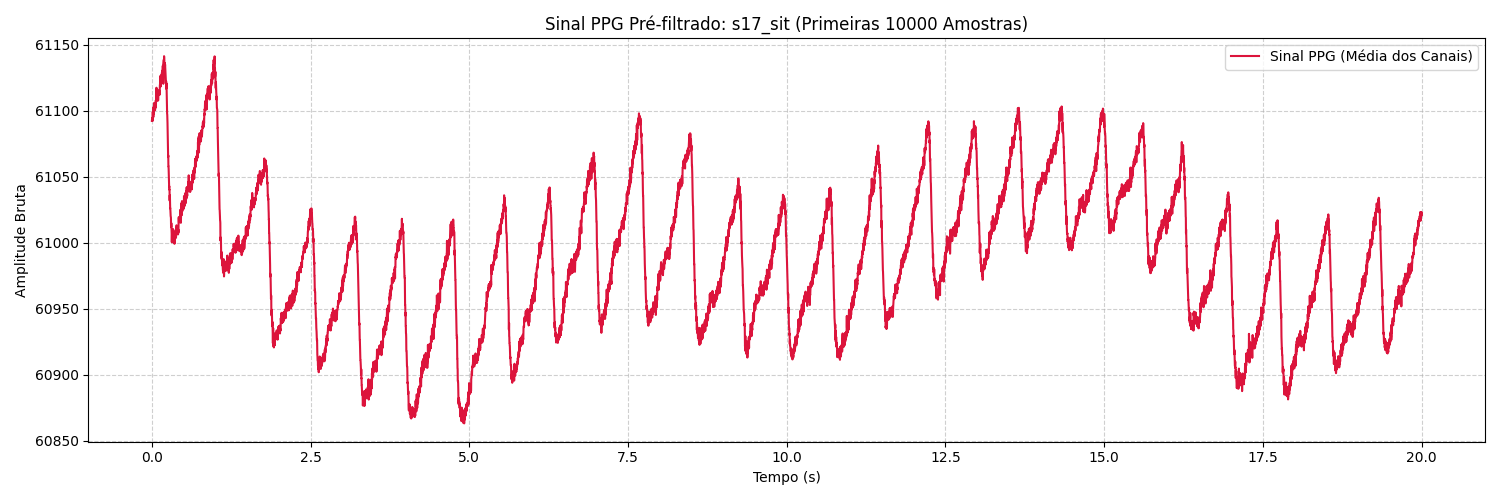 Sinal PPG Pré-filtrado: s17_sit (Primeiras 10000 Amostras)
Sinal PPG (Média dos Canais)
Amplitude Bruta
61150
61100
61050
61000
60950
60900
60850
0.0 2.5 5.0 7.5 10.0 12.5 15.0 17.5 20.0
Tempo (s)